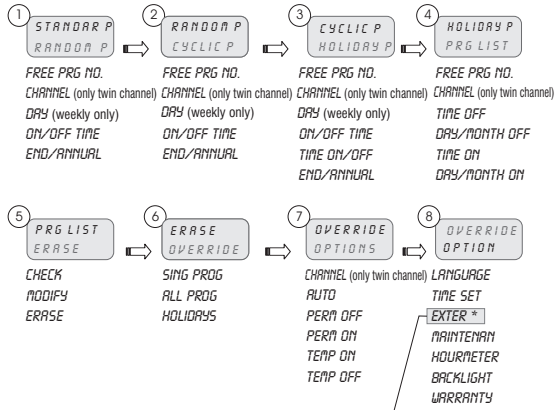 1
STANDAR P
RANDOM P
FREE PRG NO.
CHANNEL (only twin channel)
DAY (weekly only)
ON/OFF TIME
END/ANNUAL
2
RANDOM P
CYCLIC P
FREE PRG NO.
CHANNEL (only twin channel)
DAY (weekly only)
ON/OFF TIME
END/ANNUAL
3
CYCLIC P
HOLIDAY P
FREE PRG NO.
CHANNEL (only twin channel)
DAY (weekly only)
ON/OFF TIME
TIME ON/OFF
END/ANNUAL
4
HOLIDAY P
PRG LIST
FREE PRG NO.
CHANNEL (only twin channel)
TIME OFF
DAY/MONTH OFF
TIME ON
DAY/MONTH ON
5
PRG LIST
ERASE
CHECK
MODIFY
ERASE
6
ERASE
OVERRIDE
SING PROG
ALL PROG
HOLIDAYS
7
OVERRIDE
OPTIONS
CHANNEL (only twin channel)
AUTO
PERM OFF
PERM ON
TEMP ON
TEMP OFF
8
OVERRIDE
OPTION
LANGUAGE
TIME SET
EXTER *
MAINTENAN
HOURMETER
BACKLIGHT
WARRANTY